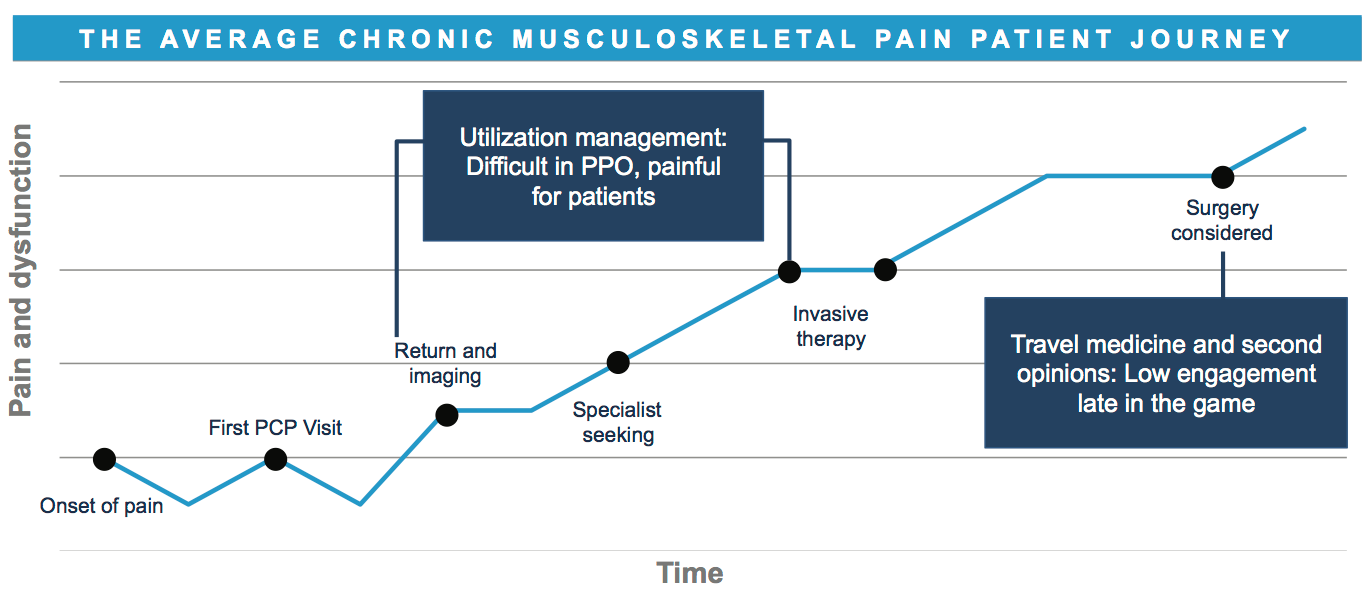 THE AVERAGE CHRONIC MUSCULOSKELETAL PAIN PATIENT JOURNEY
Pain and dysfunction
Utilization management:
Difficult in PPO, painful
for patients
Surgery
considered
Invasive
therapy
Return and
imaging
Travel medicine and second
opinions: Low engagement
late in the game
Specialist
seeking
First PCP Visit
Onset of pain
Time